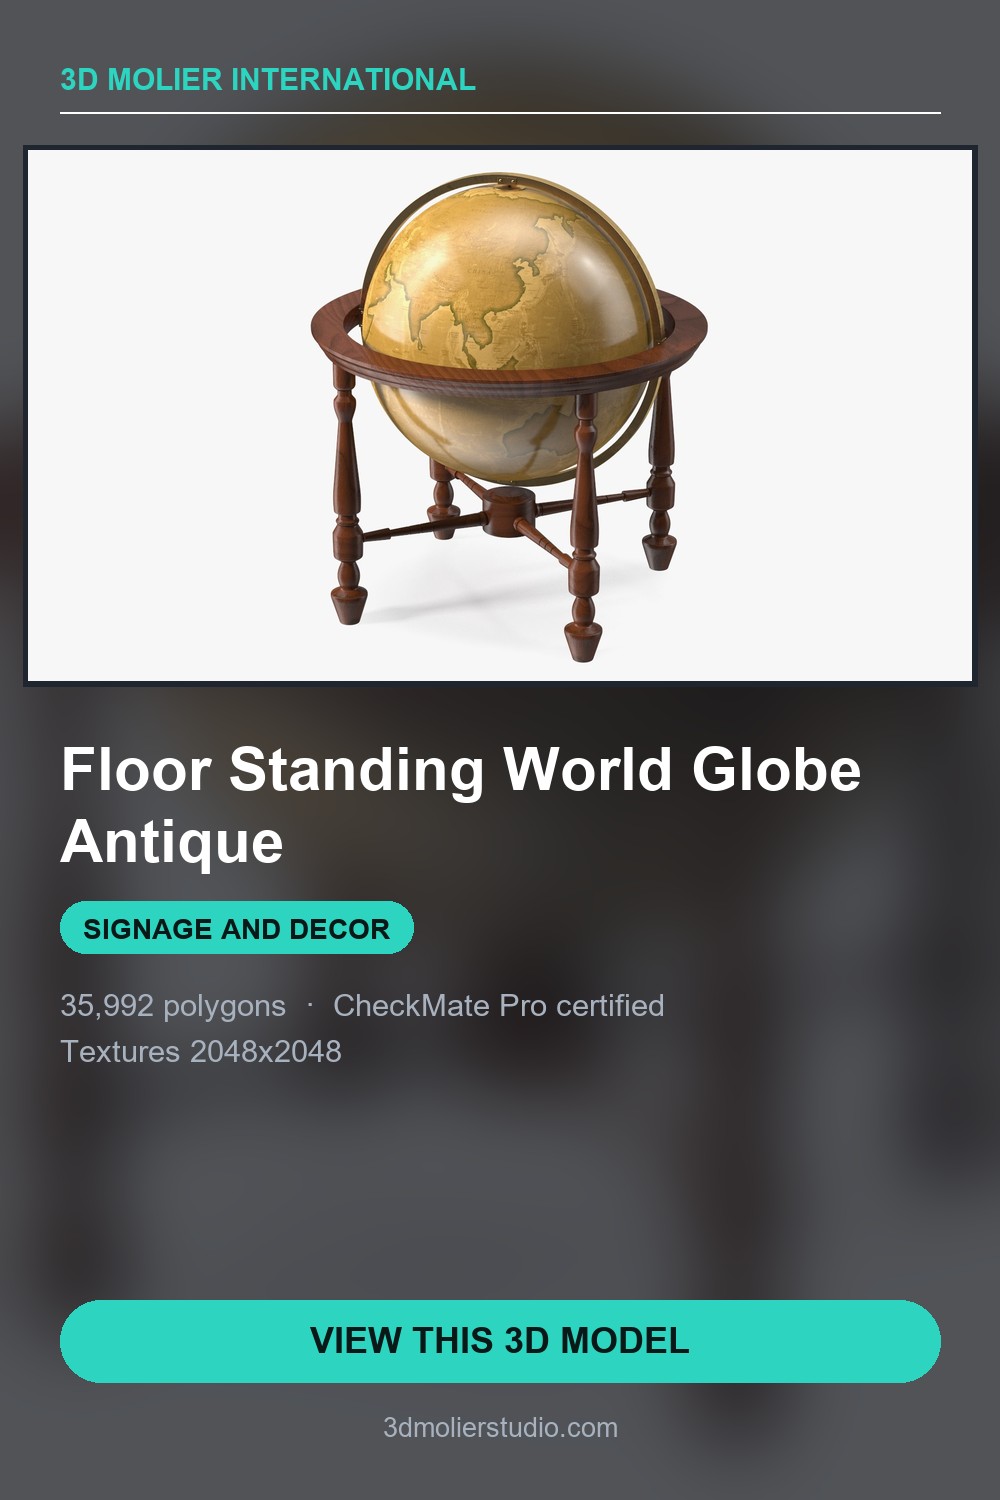 3D MOLIER INTERNATIONAL
Floor Standing World Globe
Antique
SIGNAGE AND DECOR
35,992 polygons · CheckMate Pro certified
Textures 2048x2048
VIEW THIS 3D MODEL
3dmolierstudio.com